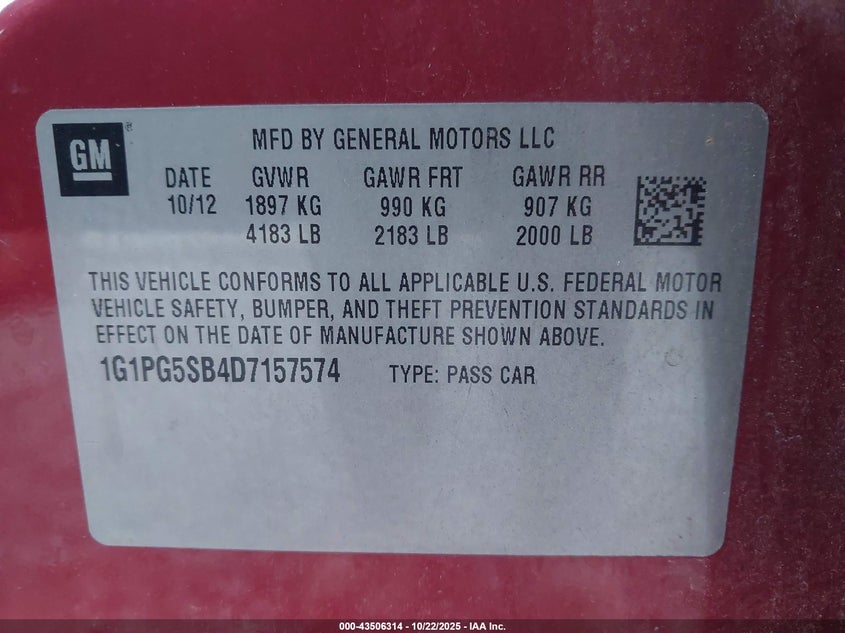 GM
MFD BY GENERAL MOTORS LLC
DATE GVWR GAWR FRT GAWR RR
10/12 1897 KG 990 KG 907 KG
4183 LB 2183 LB 2000 LB
THIS VEHICLE CONFORMS TO ALL APPLICABLE U.S. FEDERAL MOTOR
VEHICLE SAFETY, BUMPER, AND THEFT PREVENTION STANDARDS IN
EFFECT ON THE DATE OF MANUFACTURE SHOWN ABOVE.
1G1PG5SB4D7157574 TYPE: PASS CAR
000-43506314 - 10/22/2025 - IAA Inc.